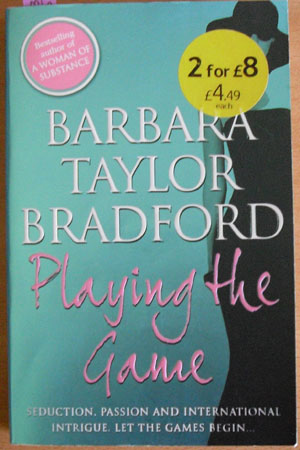 Bestselling
author of
A WOMAN OF
SUBSTANCE
2 for £8
£4.49
each
BARBARA
TAYLOR
BRADFORD
Playing the
Game
SEDUCTION, PASSION AND INTERNATIONAL
INTRIGUE. LET THE GAMES BEGIN...